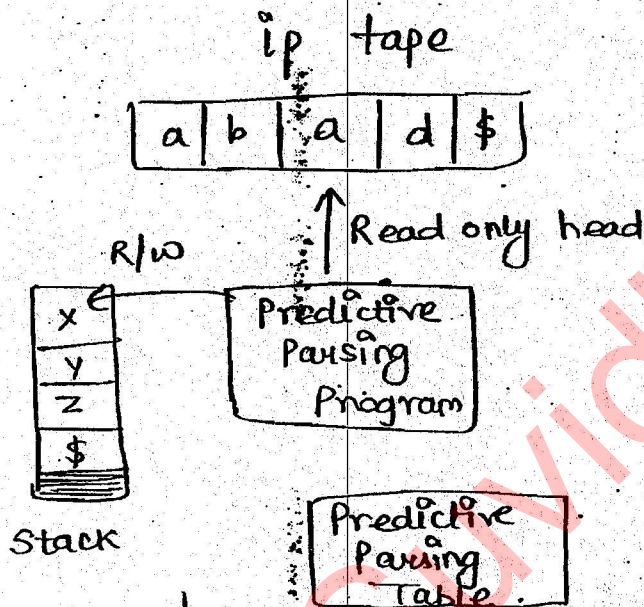 ip tape
a b a d $
Read only head
R/W
X
Y
Z
$
Stack
Predictive
Parsing
Program
Predictive
Parsing
Table